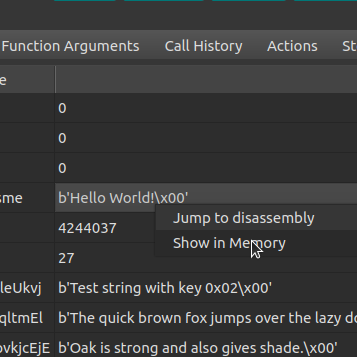 Function Arguments Call History Actions St
e
0
0
0
sme b'Hello World!\x00'
Jump to disassembly
4244037
Show in Memory
27
leUkvj b'Test string with key 0x02\x00'
qltmEl b'The quick brown fox jumps over the lazy do
ovkjcEjE b'Oak is strong and also gives shade.\x00'